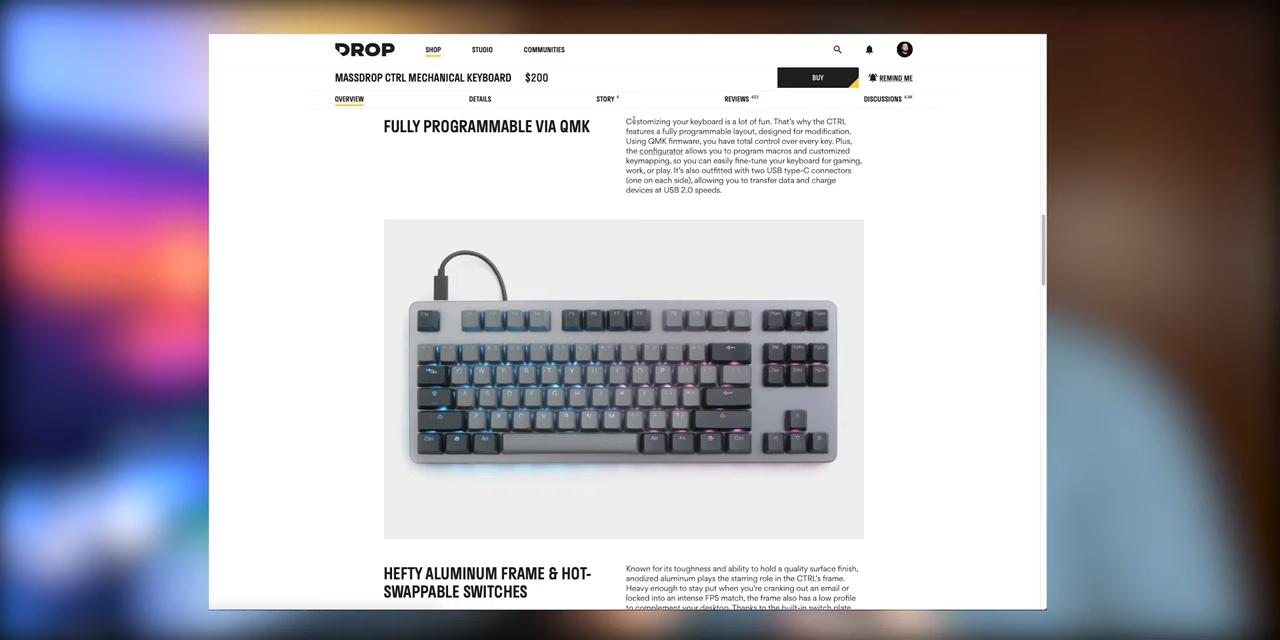 DROP
SHOP
STUDIO
COMMUNITIES
MASSDROP CTRL MECHANICAL KEYBOARD $200
BUY
REMIND ME
OVERVIEW
DETAILS
STORY 6
REVIEWS 422
DISCUSSIONS 4.4K
FULLY PROGRAMMABLE VIA QMK
Customizing your keyboard is a lot of fun. That's why the CTRL
features a fully programmable layout, designed for modification.
Using QMK firmware, you have total control over every key. Plus,
the configurator allows you to program macros and customized
keymapping, so you can easily fine-tune your keyboard for gaming,
work, or play. It's also outfitted with two USB type-C connectors
(one on each side), allowing you to transfer data and charge
devices at USB 2.0 speeds.
HEFTY ALUMINUM FRAME & HOT-
SWAPPABLE SWITCHES
Known for its toughness and ability to hold a quality surface finish,
anodized aluminum plays the starring role in the CTRL's frame.
Heavy enough to stay put when you're cranking out an email or
locked into an intense FPS match, the frame also has a low profile
to complement your desktop. Thanks to the built-in switch plate